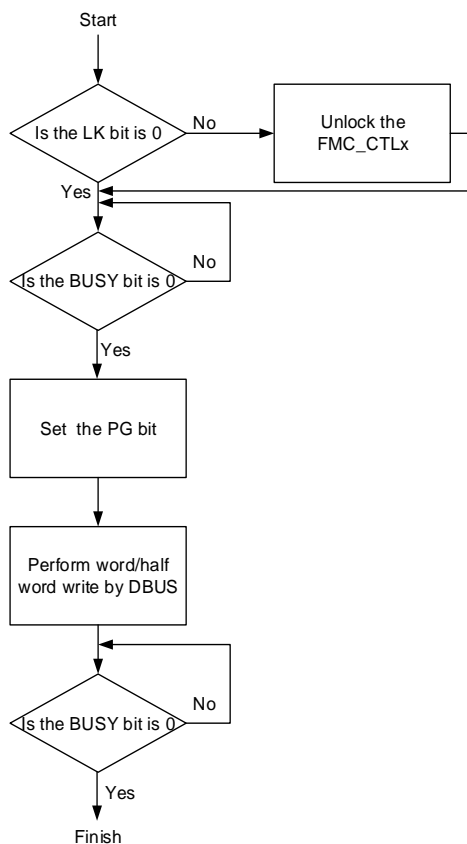 Start
Is the LK bit is 0
No
Unlock the
FMC_CTLx
Yes
Is the BUSY bit is 0
No
Yes
Set the PG bit
Perform word/half
word write by DBUS
Is the BUSY bit is 0
No
Yes
Finish